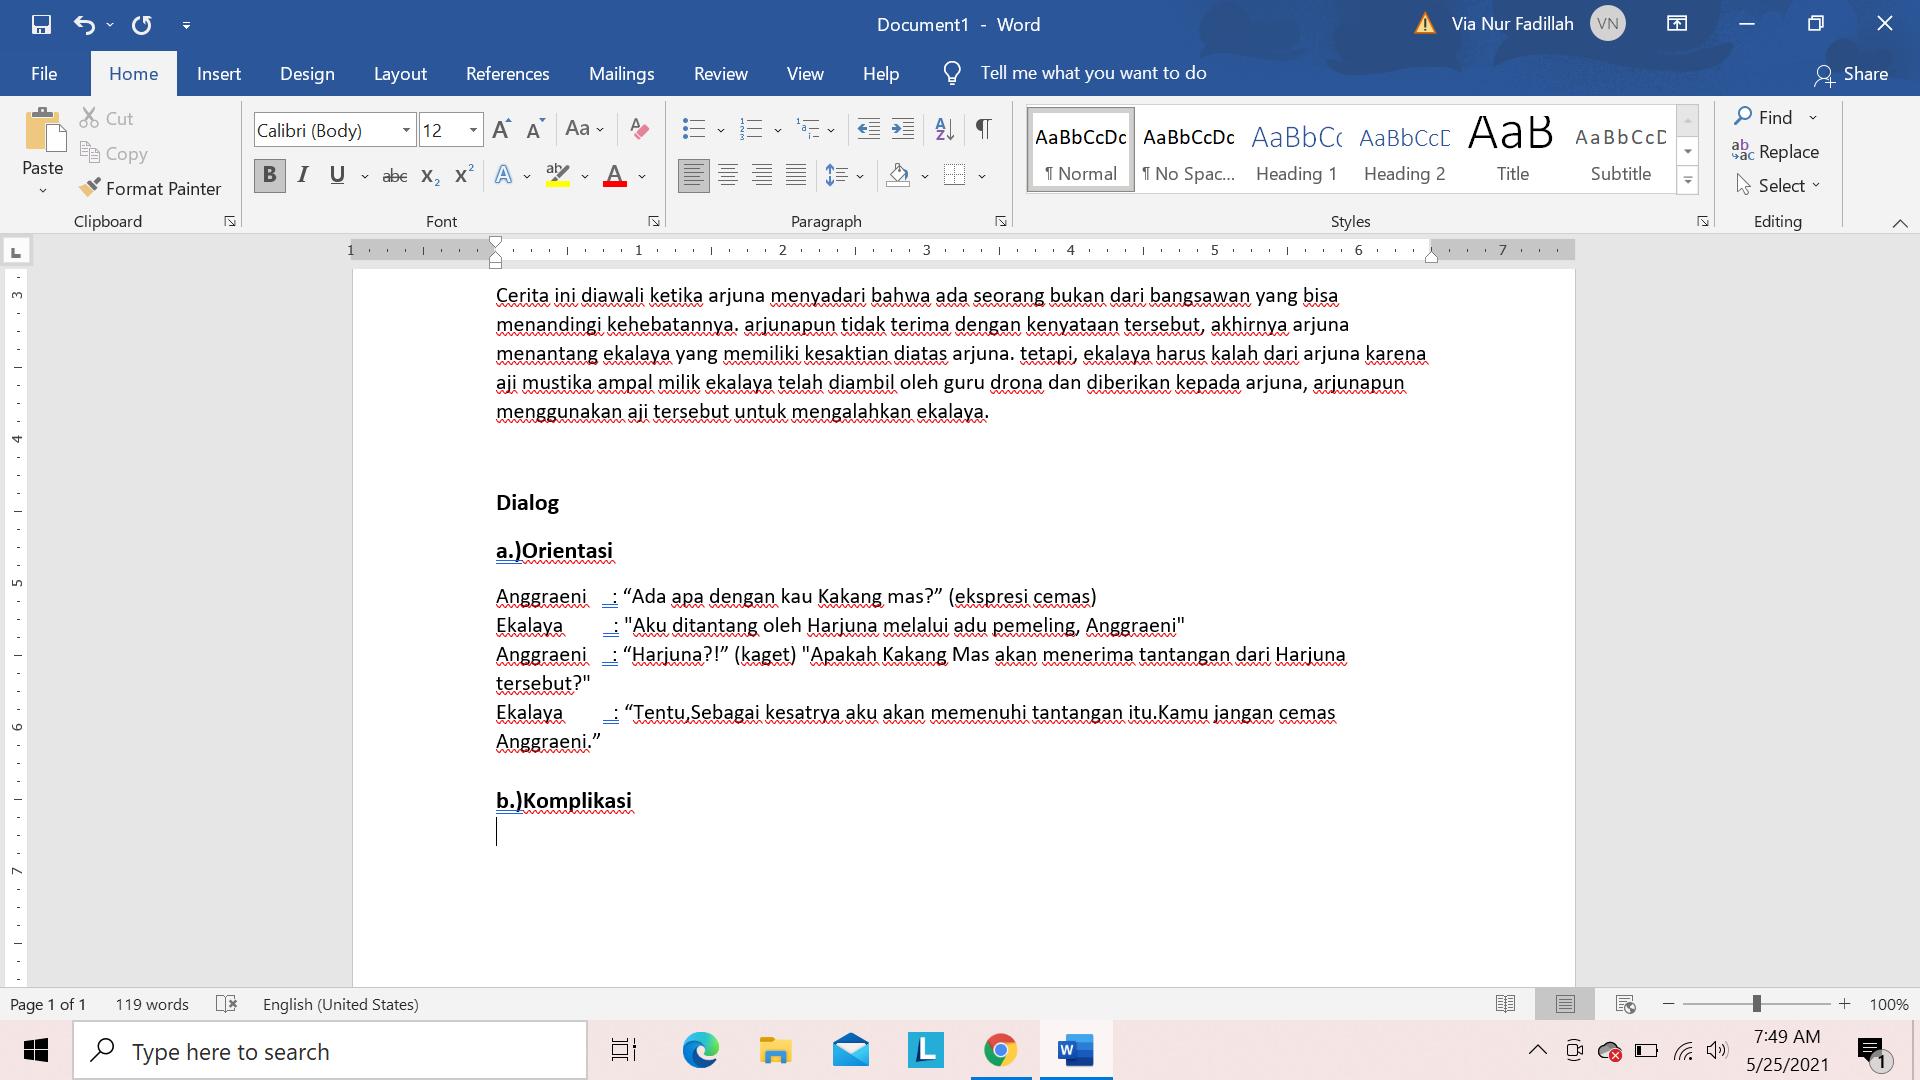 Document1 - Word
Via Nur Fadillah
VN
File Home Insert Design Layout References Mailings Review View Help Tell me what you want to do
Share
Paste
Cut
Copy
Format Painter
Clipboard
Calibri (Body) 12
Font
Paragraph
AaBbCcDc AaBbCcDc AaBbCc AaBbCcD AaB AaBbCcD
¶ Normal ¶ No Spac... Heading 1 Heading 2 Title Subtitle
Styles
Find
Replace
Select
Editing
1 1 2 3 4 5 6 7
3
4
5
6
7
Cerita ini diawali ketika arjuna menyadari bahwa ada seorang bukan dari bangsawan yang bisa
menandingi kehebatannya. arjunapun tidak terima dengan kenyataan tersebut, akhirnya arjuna
menantang ekalaya yang memiliki kesaktian diatas arjuna. tetapi, ekalaya harus kalah dari arjuna karena
aji mustika ampal milik ekalaya telah diambil oleh guru drona dan diberikan kepada arjuna, arjunapun
menggunakan aji tersebut untuk mengalahkan ekalaya.
Dialog
a.)Orientasi
Anggraeni : “Ada apa dengan kau Kakang mas?” (ekspresi cemas)
Ekalaya : "Aku ditantang oleh Harjuna melalui adu pemeling, Anggraeni"
Anggraeni : “Harjuna?!” (kaget) "Apakah Kakang Mas akan menerima tantangan dari Harjuna
tersebut?"
Ekalaya : “Tentu,Sebagai kesatrya aku akan memenuhi tantangan itu.Kamu jangan cemas
Anggraeni.”
b.)Komplikasi
Page 1 of 1 119 words English (United States) 100%
Type here to search
7:49 AM
5/25/2021
1